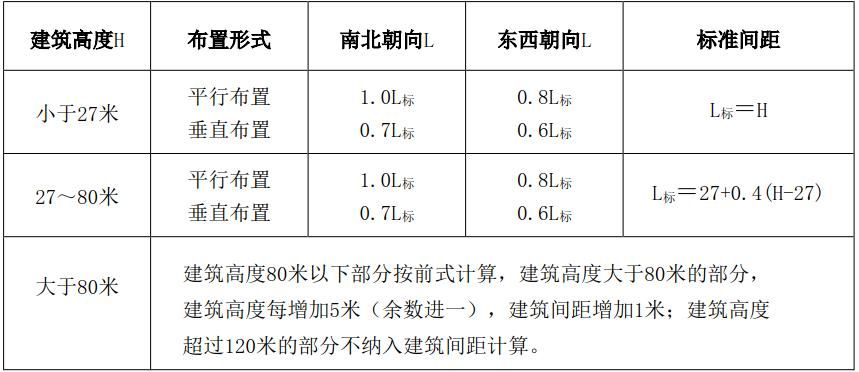 建筑高度H 布置形式 南北朝向L 东西朝向L 标准间距
小于27米 平行布置 1.0L标 0.8L标 L标＝H
垂直布置 0.7L标 0.6L标
27～80米 平行布置 1.0L标 0.8L标 L标＝27+0.4(H-27)
垂直布置 0.7L标 0.6L标
大于80米 建筑高度80米以下部分按前式计算，建筑高度大于80米的部分，
建筑高度每增加5米（余数进一），建筑间距增加1米；建筑高度
超过120米的部分不纳入建筑间距计算。